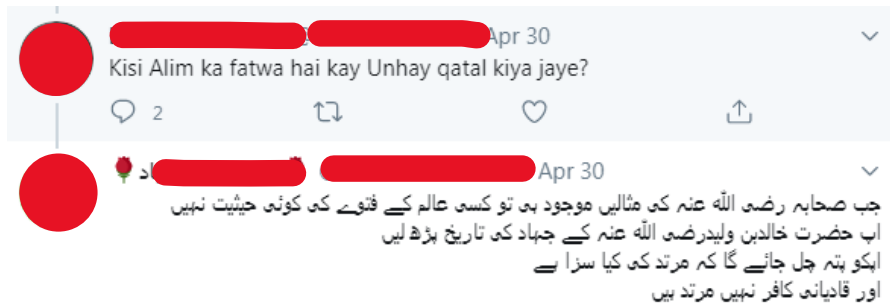 Apr 30
Kisi Alim ka fatwa hai kay Unhay qatal kiya jaye?
2
اد Apr 30
جب صحابہ رضی اللہ عنہ کی مثالیں موجود ہی تو کسی عالم کے فتوے کی کوئی حیثیت نہیں
اپ حضرت خالدبن ولیدرضی اللہ عنہ کے جہاد کی تاریخ پڑھ لیں
اپکو پتہ چل جائے گا کہ مرتد کی کیا سزا ہے
اور قادیانی کافر نہیں مرتد ہیں